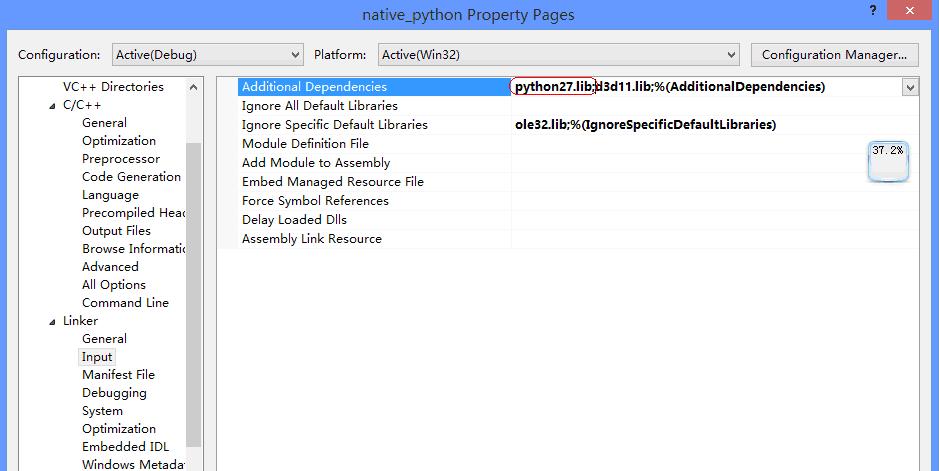 native_python Property Pages
?
Configuration: Active(Debug) Platform: Active(Win32) Configuration Manager...
VC++ Directories
C/C++
General
Optimization
Preprocessor
Code Generation
Language
Precompiled Head
Output Files
Browse Informatic
Advanced
All Options
Command Line
Linker
General
Input
Manifest File
Debugging
System
Optimization
Embedded IDL
Windows Metadat
Additional Dependencies python27.lib;d3d11.lib;%(AdditionalDependencies)
Ignore All Default Libraries
Ignore Specific Default Libraries ole32.lib;%(IgnoreSpecificDefaultLibraries)
Module Definition File
Add Module to Assembly
Embed Managed Resource File
Force Symbol References
Delay Loaded Dlls
Assembly Link Resource
37.2%